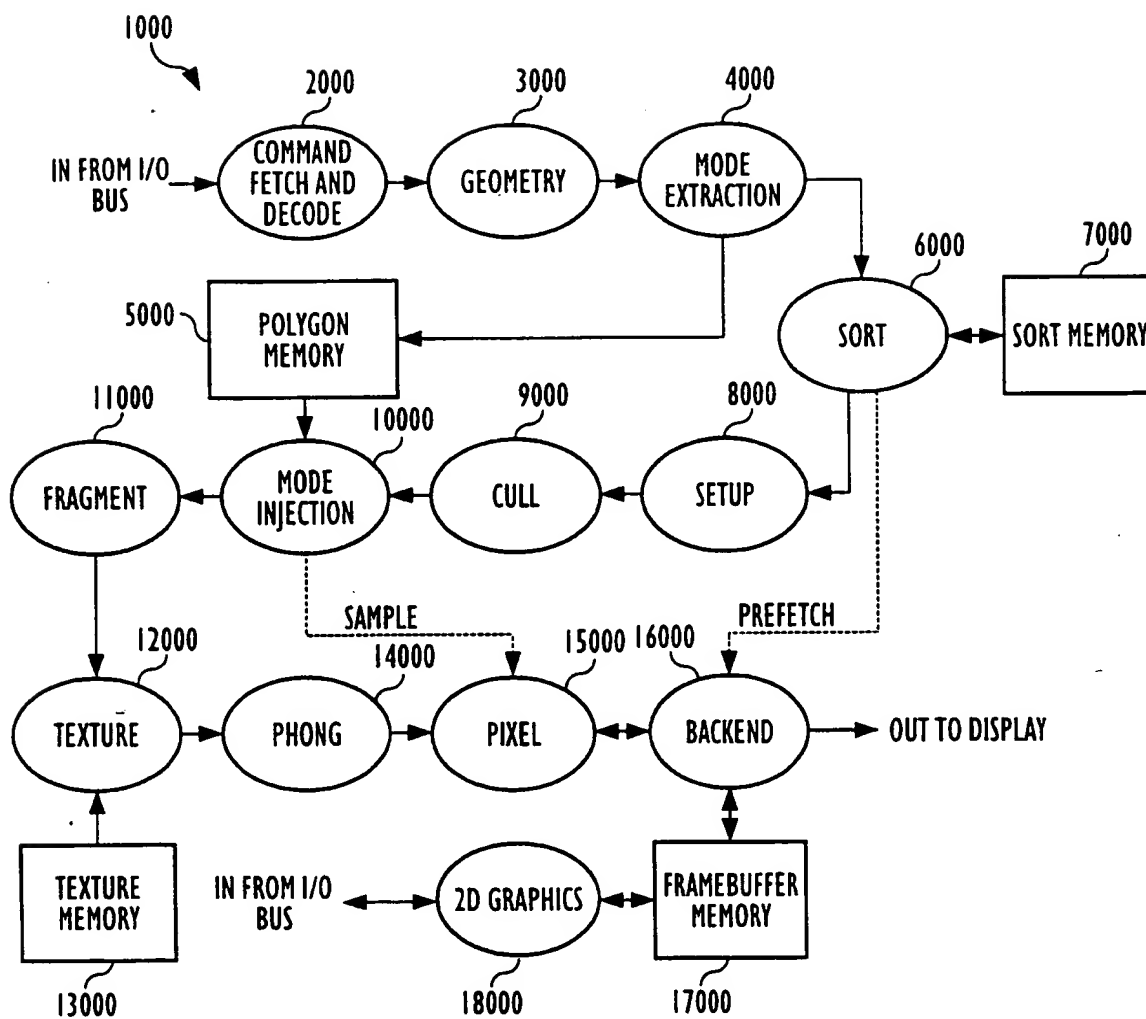 1000
2000
3000
4000
IN FROM I/O
BUS
COMMAND
FETCH AND
DECODE
GEOMETRY
MODE
EXTRACTION
6000
7000
5000
POLYGON
MEMORY
SORT
SORT MEMORY
11000
10000
9000
8000
FRAGMENT
MODE
INJECTION
CULL
SETUP
SAMPLE
PREFETCH
12000
14000
15000
16000
TEXTURE
PHONG
PIXEL
BACKEND
OUT TO DISPLAY
TEXTURE
MEMORY
IN FROM I/O
BUS
2D GRAPHICS
FRAMEBUFFER
MEMORY
13000
18000
17000